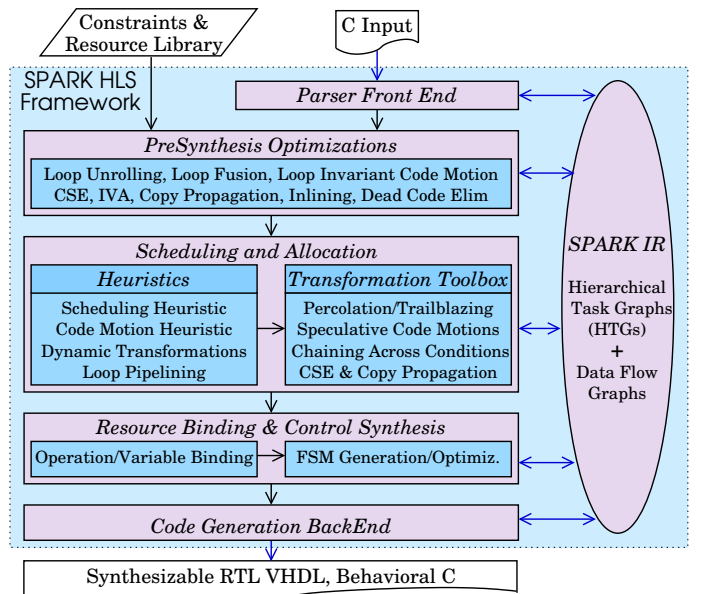 Constraints &
Resource Library
C Input
SPARK HLS
Framework
Parser Front End
PreSynthesis Optimizations
Loop Unrolling, Loop Fusion, Loop Invariant Code Motion
CSE, IVA, Copy Propagation, Inlining, Dead Code Elim
Scheduling and Allocation
Heuristics
Scheduling Heuristic
Code Motion Heuristic
Dynamic Transformations
Loop Pipelining
Transformation Toolbox
Percolation/Trailblazing
Speculative Code Motions
Chaining Across Conditions
CSE & Copy Propagation
Resource Binding & Control Synthesis
Operation/Variable Binding
FSM Generation/Optimiz.
Code Generation BackEnd
SPARK IR
Hierarchical
Task Graphs
(HTGs)
+
Data Flow
Graphs
Synthesizable RTL VHDL, Behavioral C